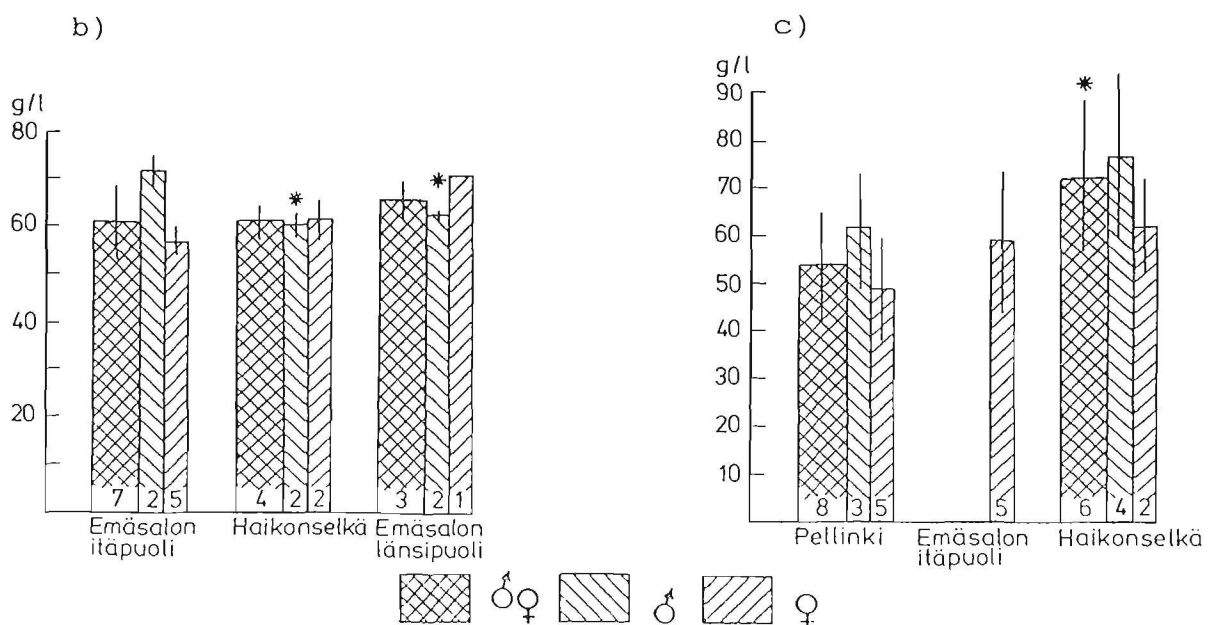 b)
g/l
80
60
40
20
7 2 5 4 2 2 3 2 1
Emäsalon itäpuoli
Haikonselkä
Emäsalon länsipuoli
c)
g/l
90
80
70
60
50
40
30
20
10
8 3 5 5 6 4 2
Pellinki
Emäsalon itäpuoli
Haikonselkä
♂♀ ♂ ♀